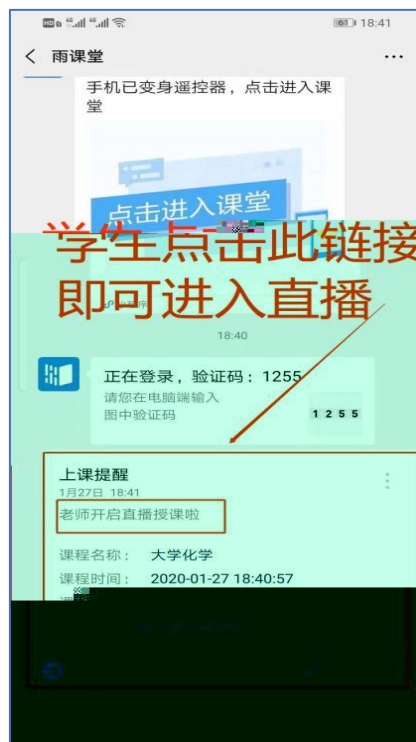 18:41
雨课堂
手机已变身遥控器，点击进入课
堂
点击进入课堂
学生点击此链接
即可进入直播
18:40
正在登录，验证码：1255
请您在电脑端输入
图中验证码
1 2 5 5
上课提醒
1月27日 18:41
老师开启直播授课啦
课程名称： 大学化学
课程时间： 2020-01-27 18:40:57